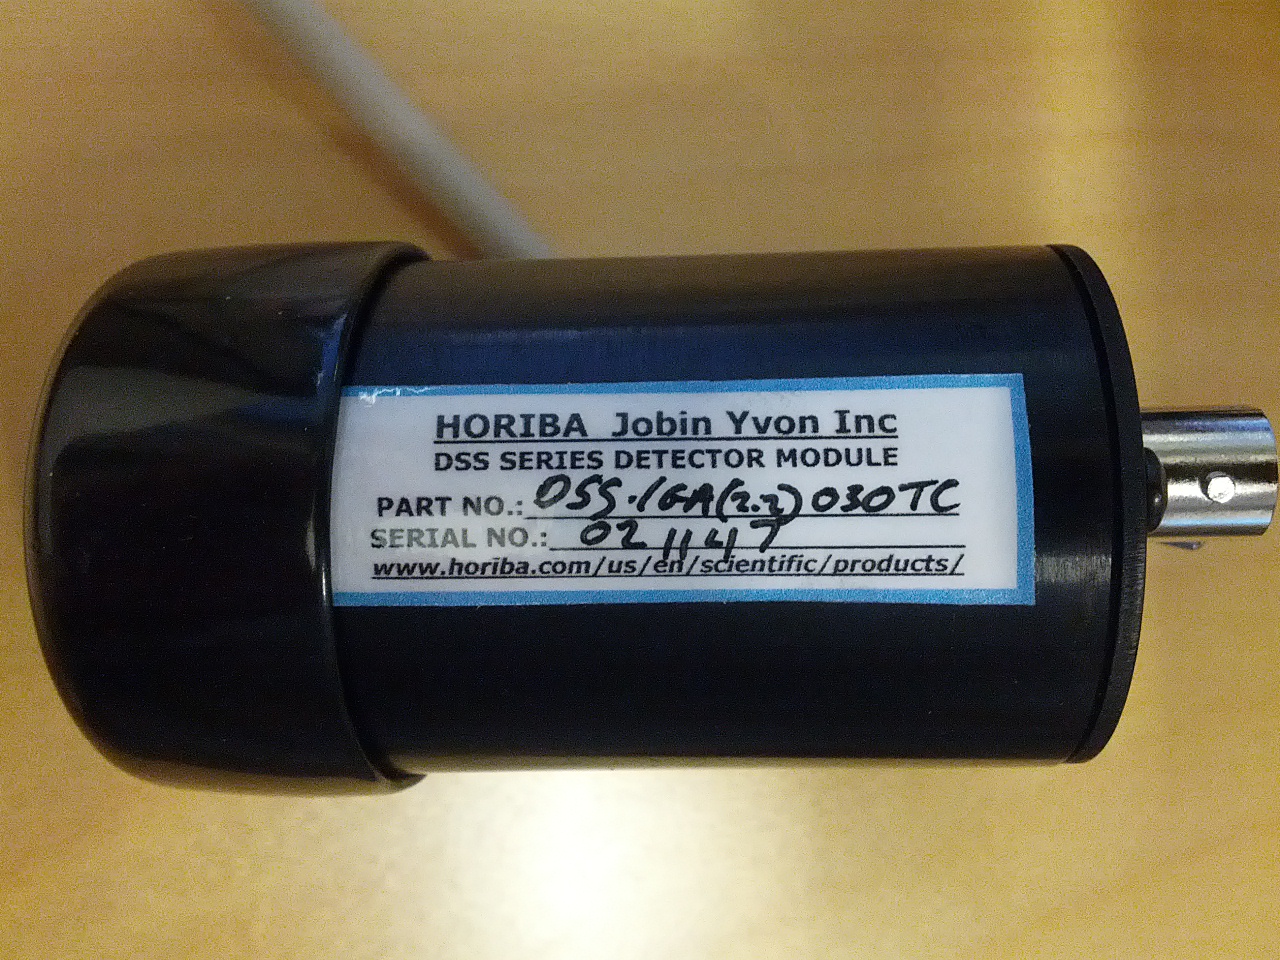 HORIBA Jobin Yvon Inc
DSS SERIES DETECTOR MODULE
PART NO.: DSS-IGA(2.2)030TC
SERIAL NO.: 021147
www.horiba.com/us/en/scientific/products/